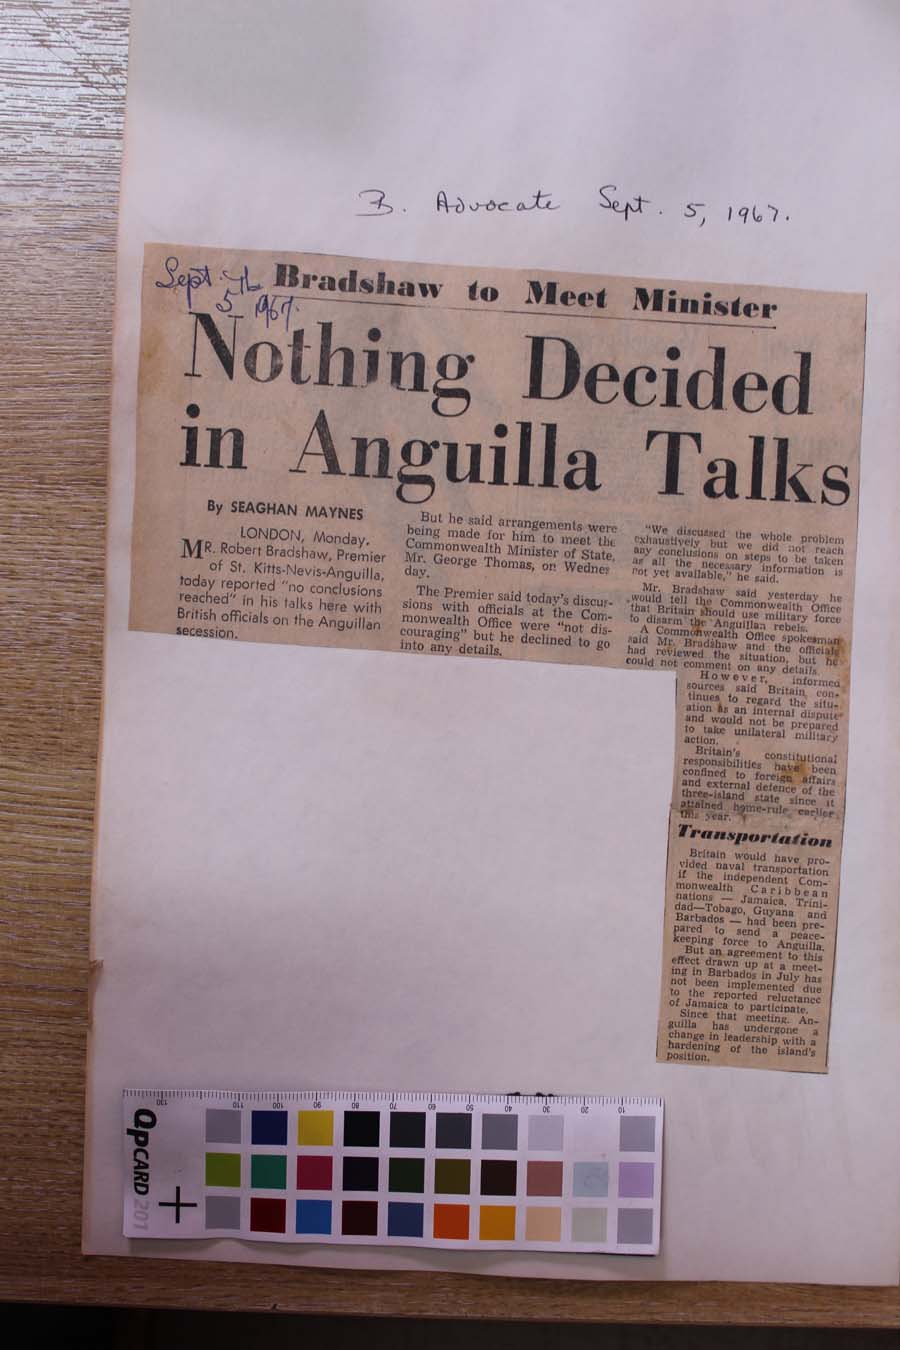 B. Advocate Sept. 5, 1967.
Sept. 5th 1967.
Bradshaw to Meet Minister
Nothing Decided
in Anguilla Talks
By SEAGHAN MAYNES
LONDON, Monday,
MR. Robert Bradshaw, Premier
of St. Kitts-Nevis-Anguilla,
today reported "no conclusions
reached" in his talks here with
British officials on the Anguillan
secession.
But he said arrangements were
being made for him to meet the
Commonwealth Minister of State,
Mr. George Thomas, on Wednes
day.
The Premier said today's discur-
sions with officials at the Com-
monwealth Office were "not dis-
couraging" but he declined to go
into any details.
"We discussed the whole problem
exhaustively but we did not reach
any conclusions on steps to be taken
as all the necessary information is
not yet available," he said.
Mr. Bradshaw said yesterday he
would tell the Commonwealth Office
that Britain should use military force
to disarm the Anguillan rebels.
A Commonwealth Office spokesman
said Mr. Bradshaw and the officials
had reviewed the situation, but he
could not comment on any details.
However, informed
sources said Britain con-
tinues to regard the situ-
ation as an internal dispute
and would not be prepared
to take unilateral military
action.
Britain's constitutional
responsibilities have been
confined to foreign affairs
and external defence of the
three-island state since it
attained home-rule earlier
this year.
Transportation
Britain would have pro-
vided naval transportation
if the independent Com-
monwealth Caribbean
nations — Jamaica, Trini-
dad—Tobago, Guyana and
Barbados — had been pre-
pared to send a peace-
keeping force to Anguilla.
But an agreement to this
effect drawn up at a meet-
ing in Barbados in July has
not been implemented due
to the reported reluctance
of Jamaica to participate.
Since that meeting, An-
guilla has undergone a
change in leadership with a
hardening of the island's
position.
QPCARD 201
130 110 100 90 80 70 60 50 40 30 20 10